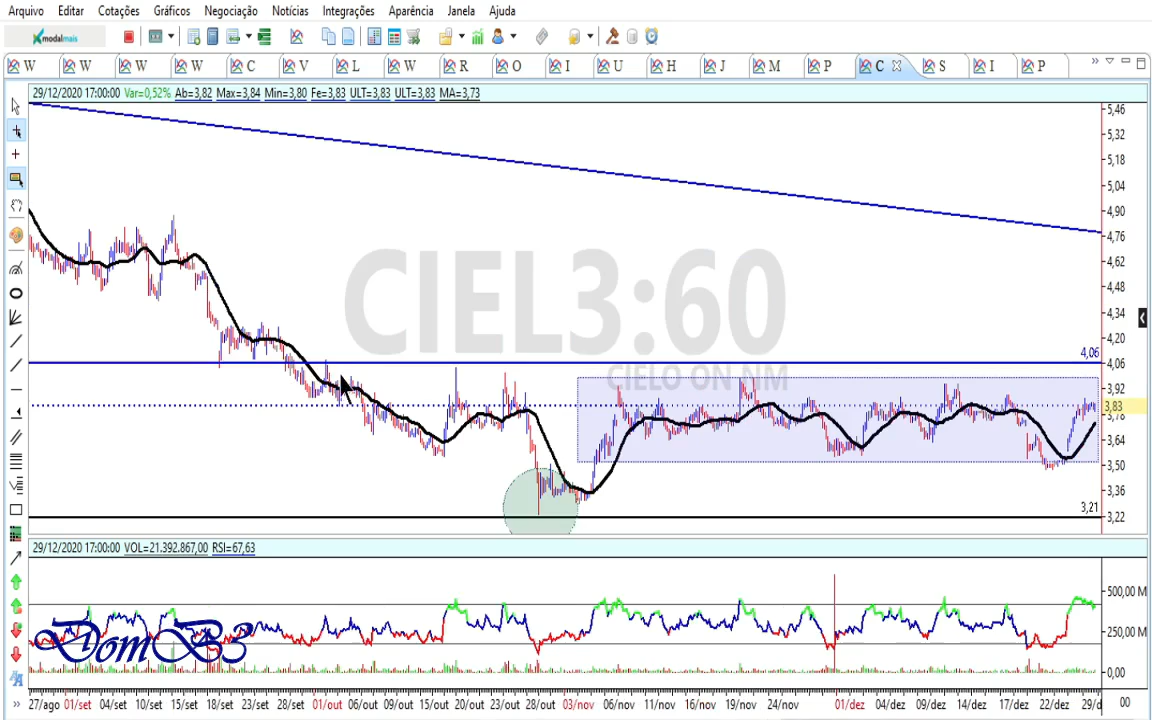 Arquivo Editar Cotações Gráficos Negociação Notícias Integrações Aparência Janela Ajuda
modalmais
W W W W C V L W R O I U H J M P C S I P
29/12/2020 17:00:00 Var=0,52% Ab=3,82 Max=3,84 Min=3,80 Fe=3,83 ULT=3,83 ULT=3,83 MA=3,73
CIEL3:60
CIELO ON NM
5,46
5,32
5,18
5,04
4,90
4,76
4,62
4,48
4,34
4,20
4,06
4,06
3,92
3,83
3,78
3,64
3,50
3,36
3,21
3,22
29/12/2020 17:00:00 VOL=21.392.867,00 RSI=67,63
500,00 M
250,00 M
0,00
DomB3
27/ago 01/set 04/set 10/set 15/set 18/set 23/set 28/set 01/out 06/out 09/out 15/out 20/out 23/out 28/out 03/nov 06/nov 11/nov 16/nov 19/nov 24/nov 01/dez 04/dez 09/dez 14/dez 17/dez 22/dez 29/d 00